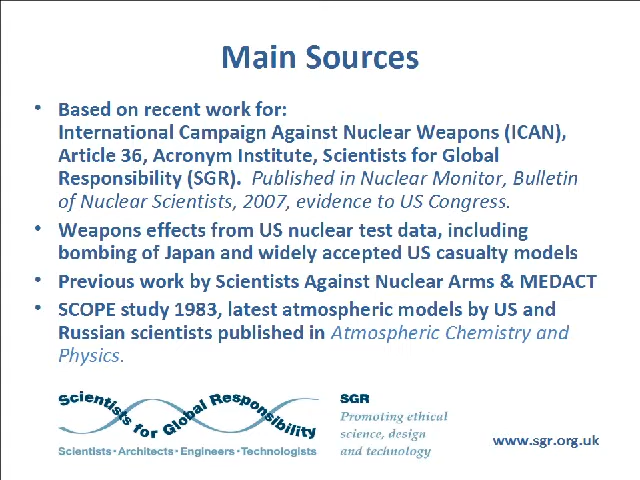 Main Sources
• Based on recent work for:
International Campaign Against Nuclear Weapons (ICAN),
Article 36, Acronym Institute, Scientists for Global
Responsibility (SGR). Published in Nuclear Monitor, Bulletin
of Nuclear Scientists, 2007, evidence to US Congress.
• Weapons effects from US nuclear test data, including
bombing of Japan and widely accepted US casualty models
• Previous work by Scientists Against Nuclear Arms & MEDACT
• SCOPE study 1983, latest atmospheric models by US and
Russian scientists published in Atmospheric Chemistry and
Physics.
Scientists for Global Responsibility
Scientists • Architects • Engineers • Technologists
SGR
Promoting ethical
science, design
and technology
www.sgr.org.uk